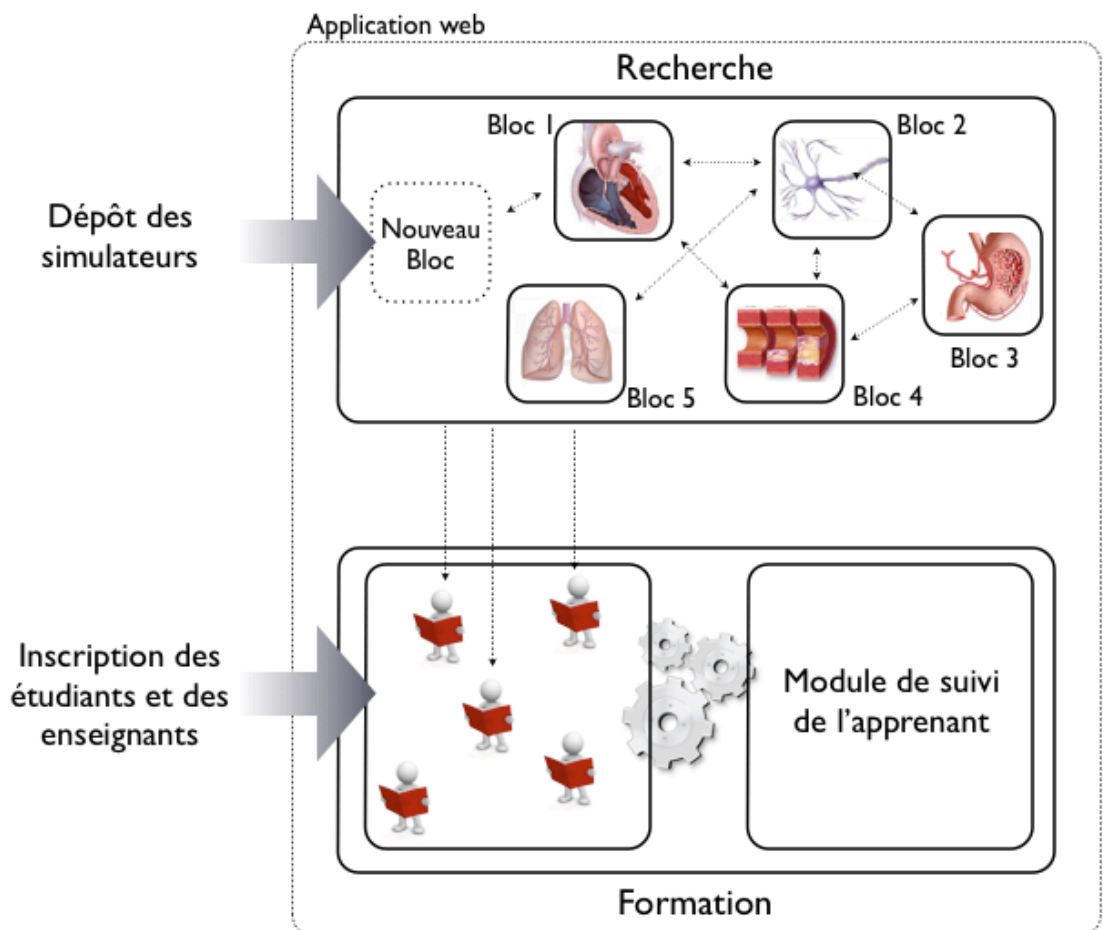 Application web
Recherche
Bloc 1
Bloc 2
Dépôt des
simulateurs
Nouveau
Bloc
Bloc 3
Bloc 5
Bloc 4
Inscription des
étudiants et des
enseignants
Module de suivi
de l'apprenant
Formation